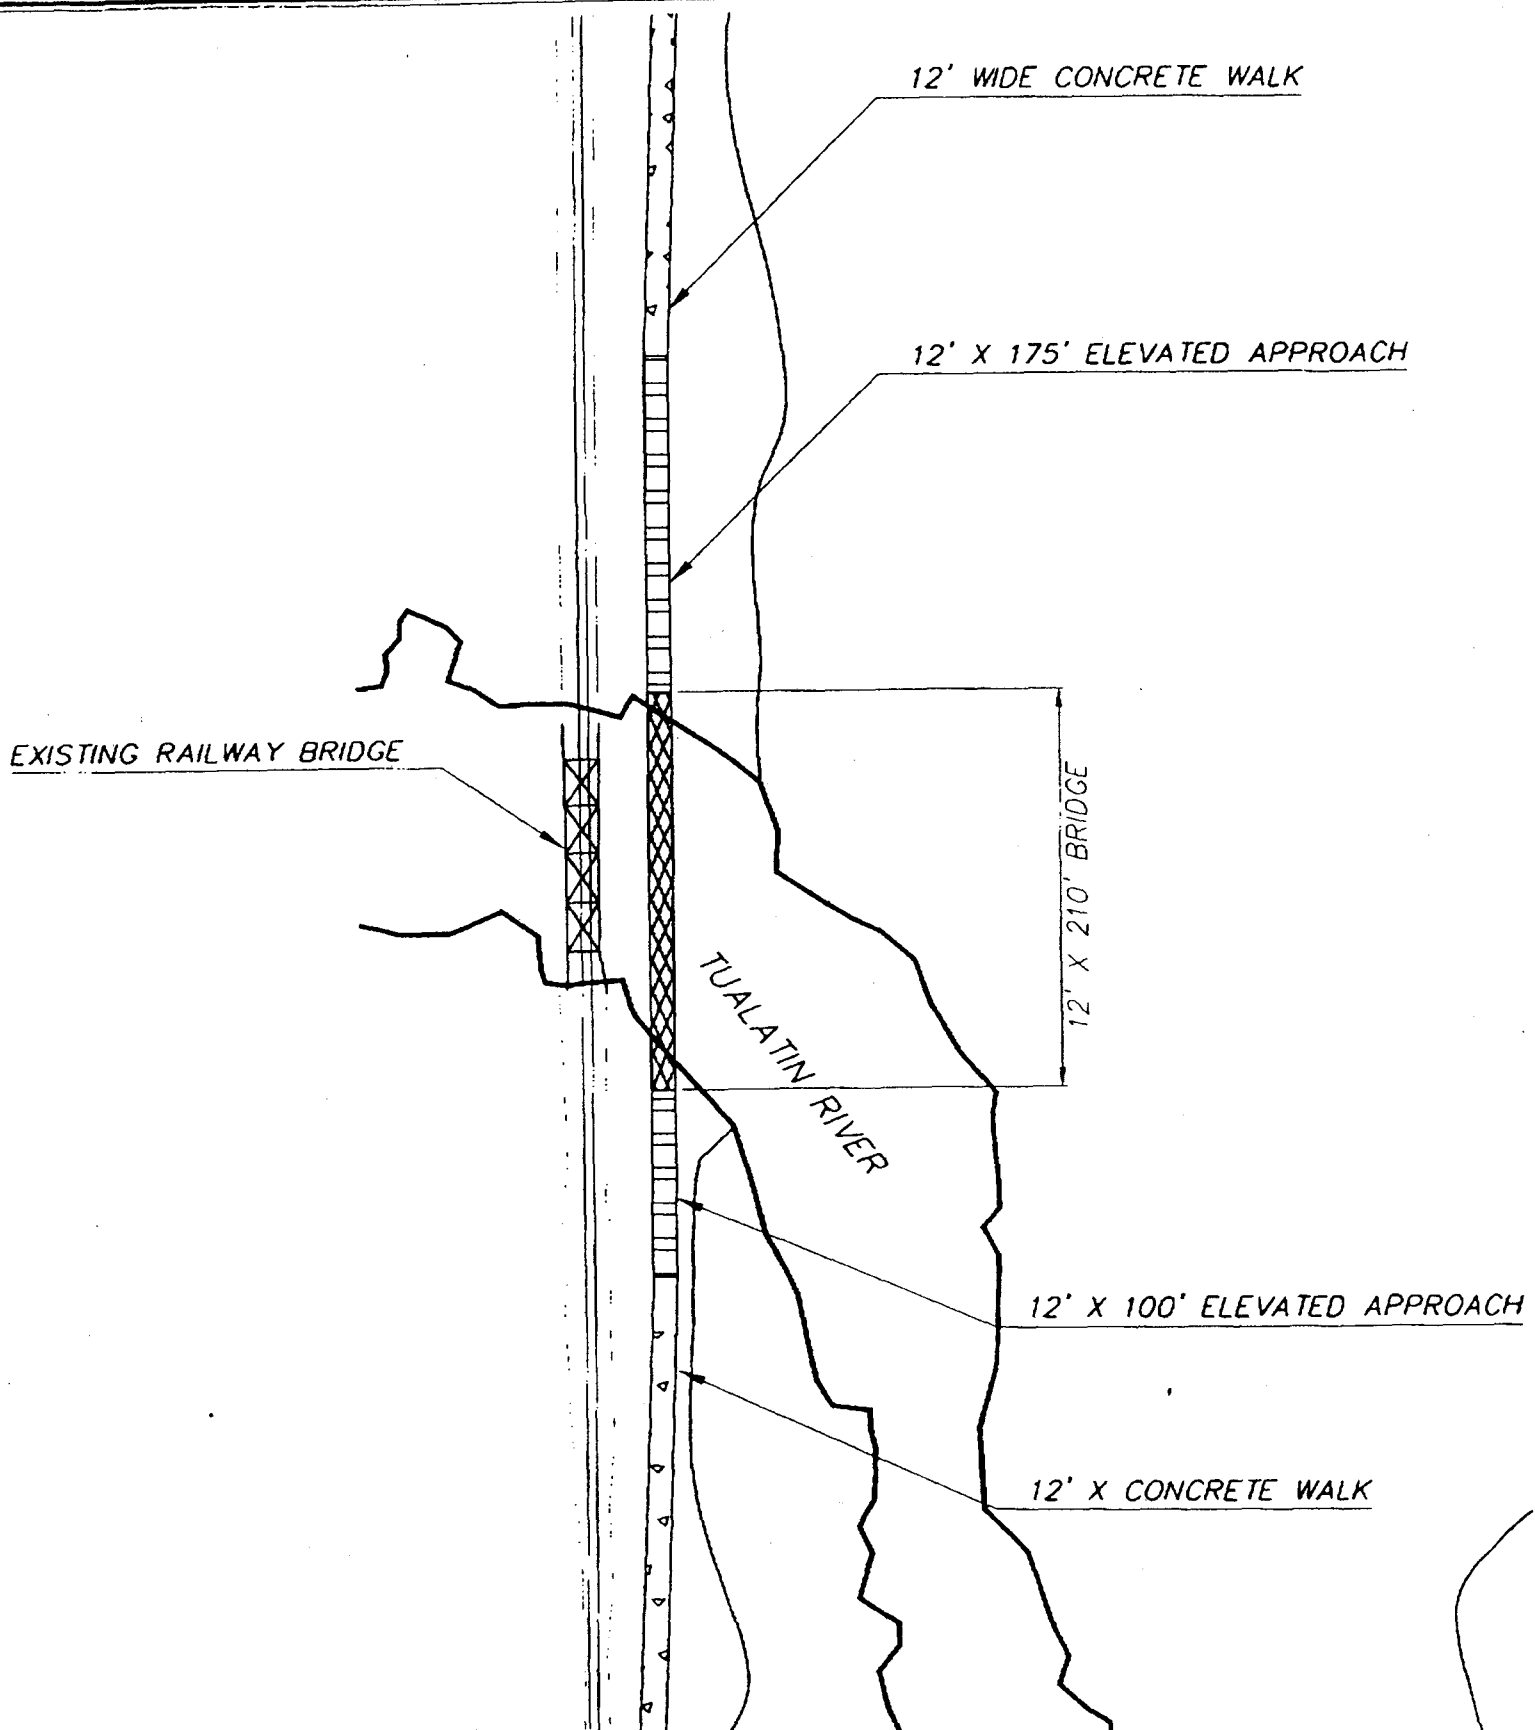 12' WIDE CONCRETE WALK
12' X 175' ELEVATED APPROACH
EXISTING RAILWAY BRIDGE
12' X 210' BRIDGE
TUALATIN RIVER
12' X 100' ELEVATED APPROACH
12' X CONCRETE WALK